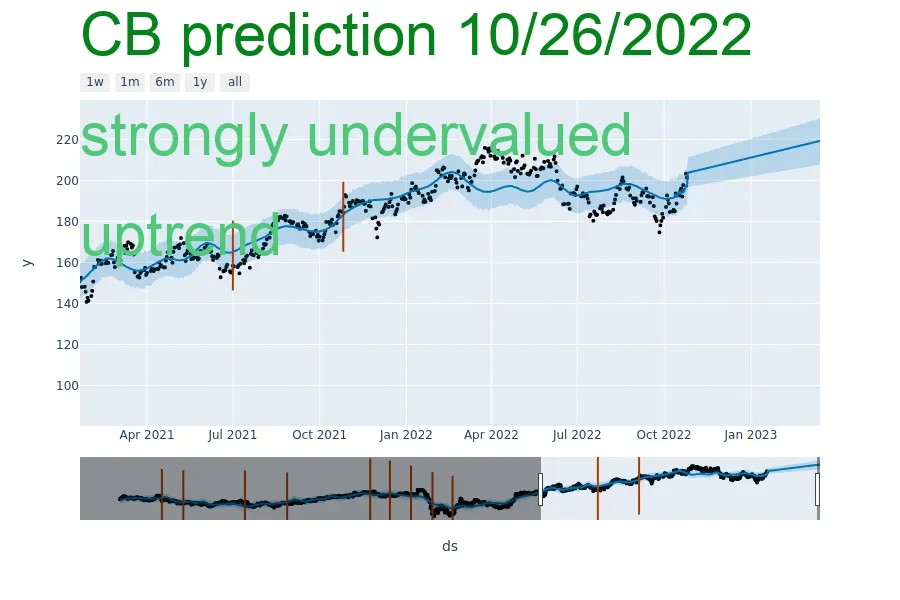 CB prediction 10/26/2022
1w 1m 6m 1y all
strongly undervalued
uptrend
220
200
180
160
140
120
100
y
Apr 2021 Jul 2021 Oct 2021 Jan 2022 Apr 2022 Jul 2022 Oct 2022 Jan 2023
ds